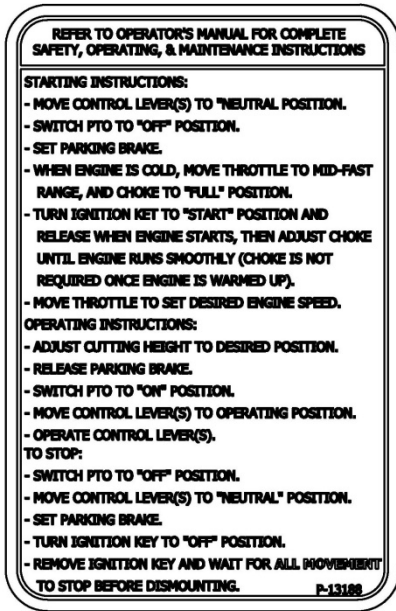 REFER TO OPERATOR'S MANUAL FOR COMPLETE
SAFETY, OPERATING, & MAINTENANCE INSTRUCTIONS
STARTING INSTRUCTIONS:
- MOVE CONTROL LEVER(S) TO "NEUTRAL POSITION.
- SWITCH PTO TO "OFF" POSITION.
- SET PARKING BRAKE.
- WHEN ENGINE IS COLD, MOVE THROTTLE TO MID-FAST
RANGE, AND CHOKE TO "FULL" POSITION.
- TURN IGNITION KET TO "START" POSITION AND
RELEASE WHEN ENGINE STARTS, THEN ADJUST CHOKE
UNTIL ENGINE RUNS SMOOTHLY (CHOKE IS NOT
REQUIRED ONCE ENGINE IS WARMED UP).
- MOVE THROTTLE TO SET DESIRED ENGINE SPEED.
OPERATING INSTRUCTIONS:
- ADJUST CUTTING HEIGHT TO DESIRED POSITION.
- RELEASE PARKING BRAKE.
- SWITCH PTO TO "ON" POSITION.
- MOVE CONTROL LEVER(S) TO OPERATING POSITION.
- OPERATE CONTROL LEVER(S).
TO STOP:
- SWITCH PTO TO "OFF" POSITION.
- MOVE CONTROL LEVER(S) TO "NEUTRAL" POSITION.
- SET PARKING BRAKE.
- TURN IGNITION KEY TO "OFF" POSITION.
- REMOVE IGNITION KEY AND WAIT FOR ALL MOVEMENT
TO STOP BEFORE DISMOUNTING. P-13188